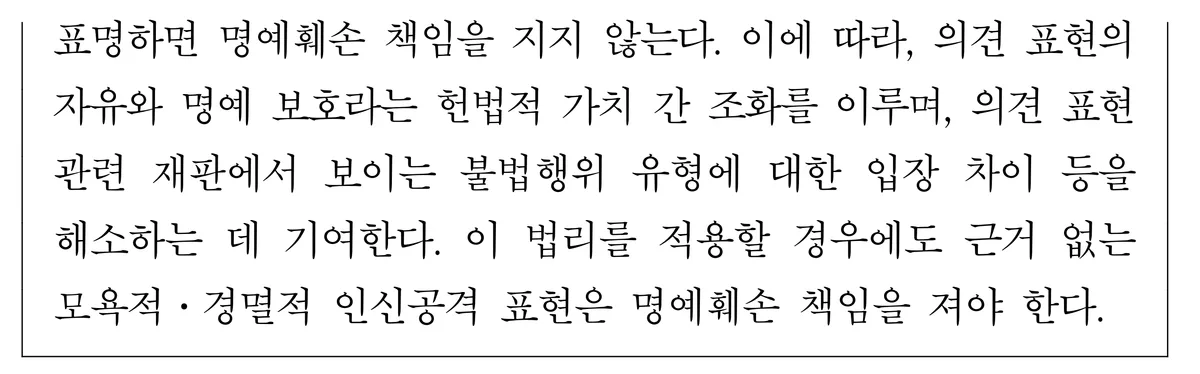 표명하면 명예훼손 책임을 지지 않는다. 이에 따라, 의견 표현의
자유와 명예 보호라는 헌법적 가치 간 조화를 이루며, 의견 표현
관련 재판에서 보이는 불법행위 유형에 대한 입장 차이 등을
해소하는 데 기여한다. 이 법리를 적용할 경우에도 근거 없는
모욕적·경멸적 인신공격 표현은 명예훼손 책임을 져야 한다.